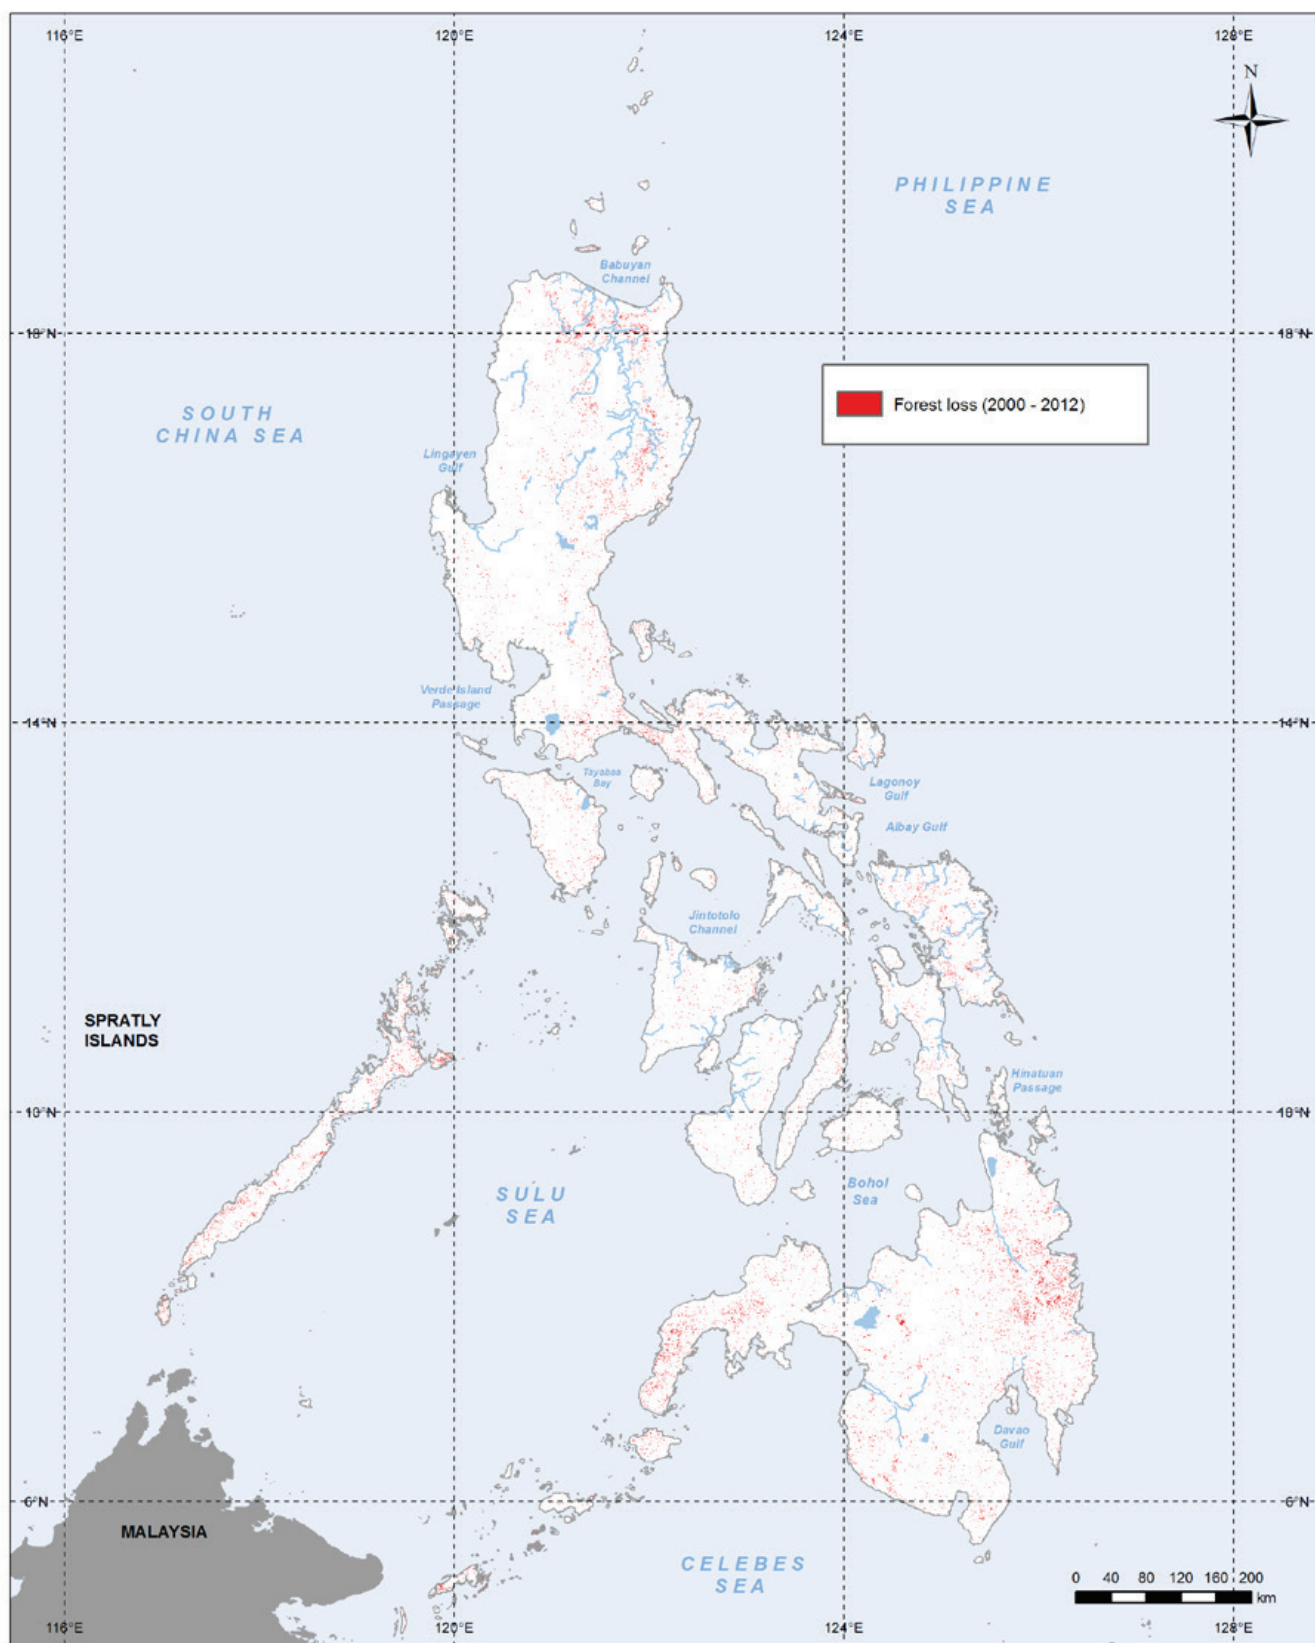 116°E
120°E
124°E
128°E
N
PHILIPPINE
SEA
Babuyan
Channel
18°N
18°N
Forest loss (2000 - 2012)
SOUTH
CHINA SEA
Lingayen
Gulf
Verde Island
Passage
14°N
14°N
Tayabas
Bay
Lagonoy
Gulf
Albay Gulf
Jintotolo
Channel
SPRATLY
ISLANDS
Hinatuan
Passage
10°N
10°N
SULU
SEA
Bohol
Sea
Davao
Gulf
6°N
6°N
MALAYSIA
CELEBES
SEA
0 40 80 120 160 200
km
116°E
120°E
124°E
128°E